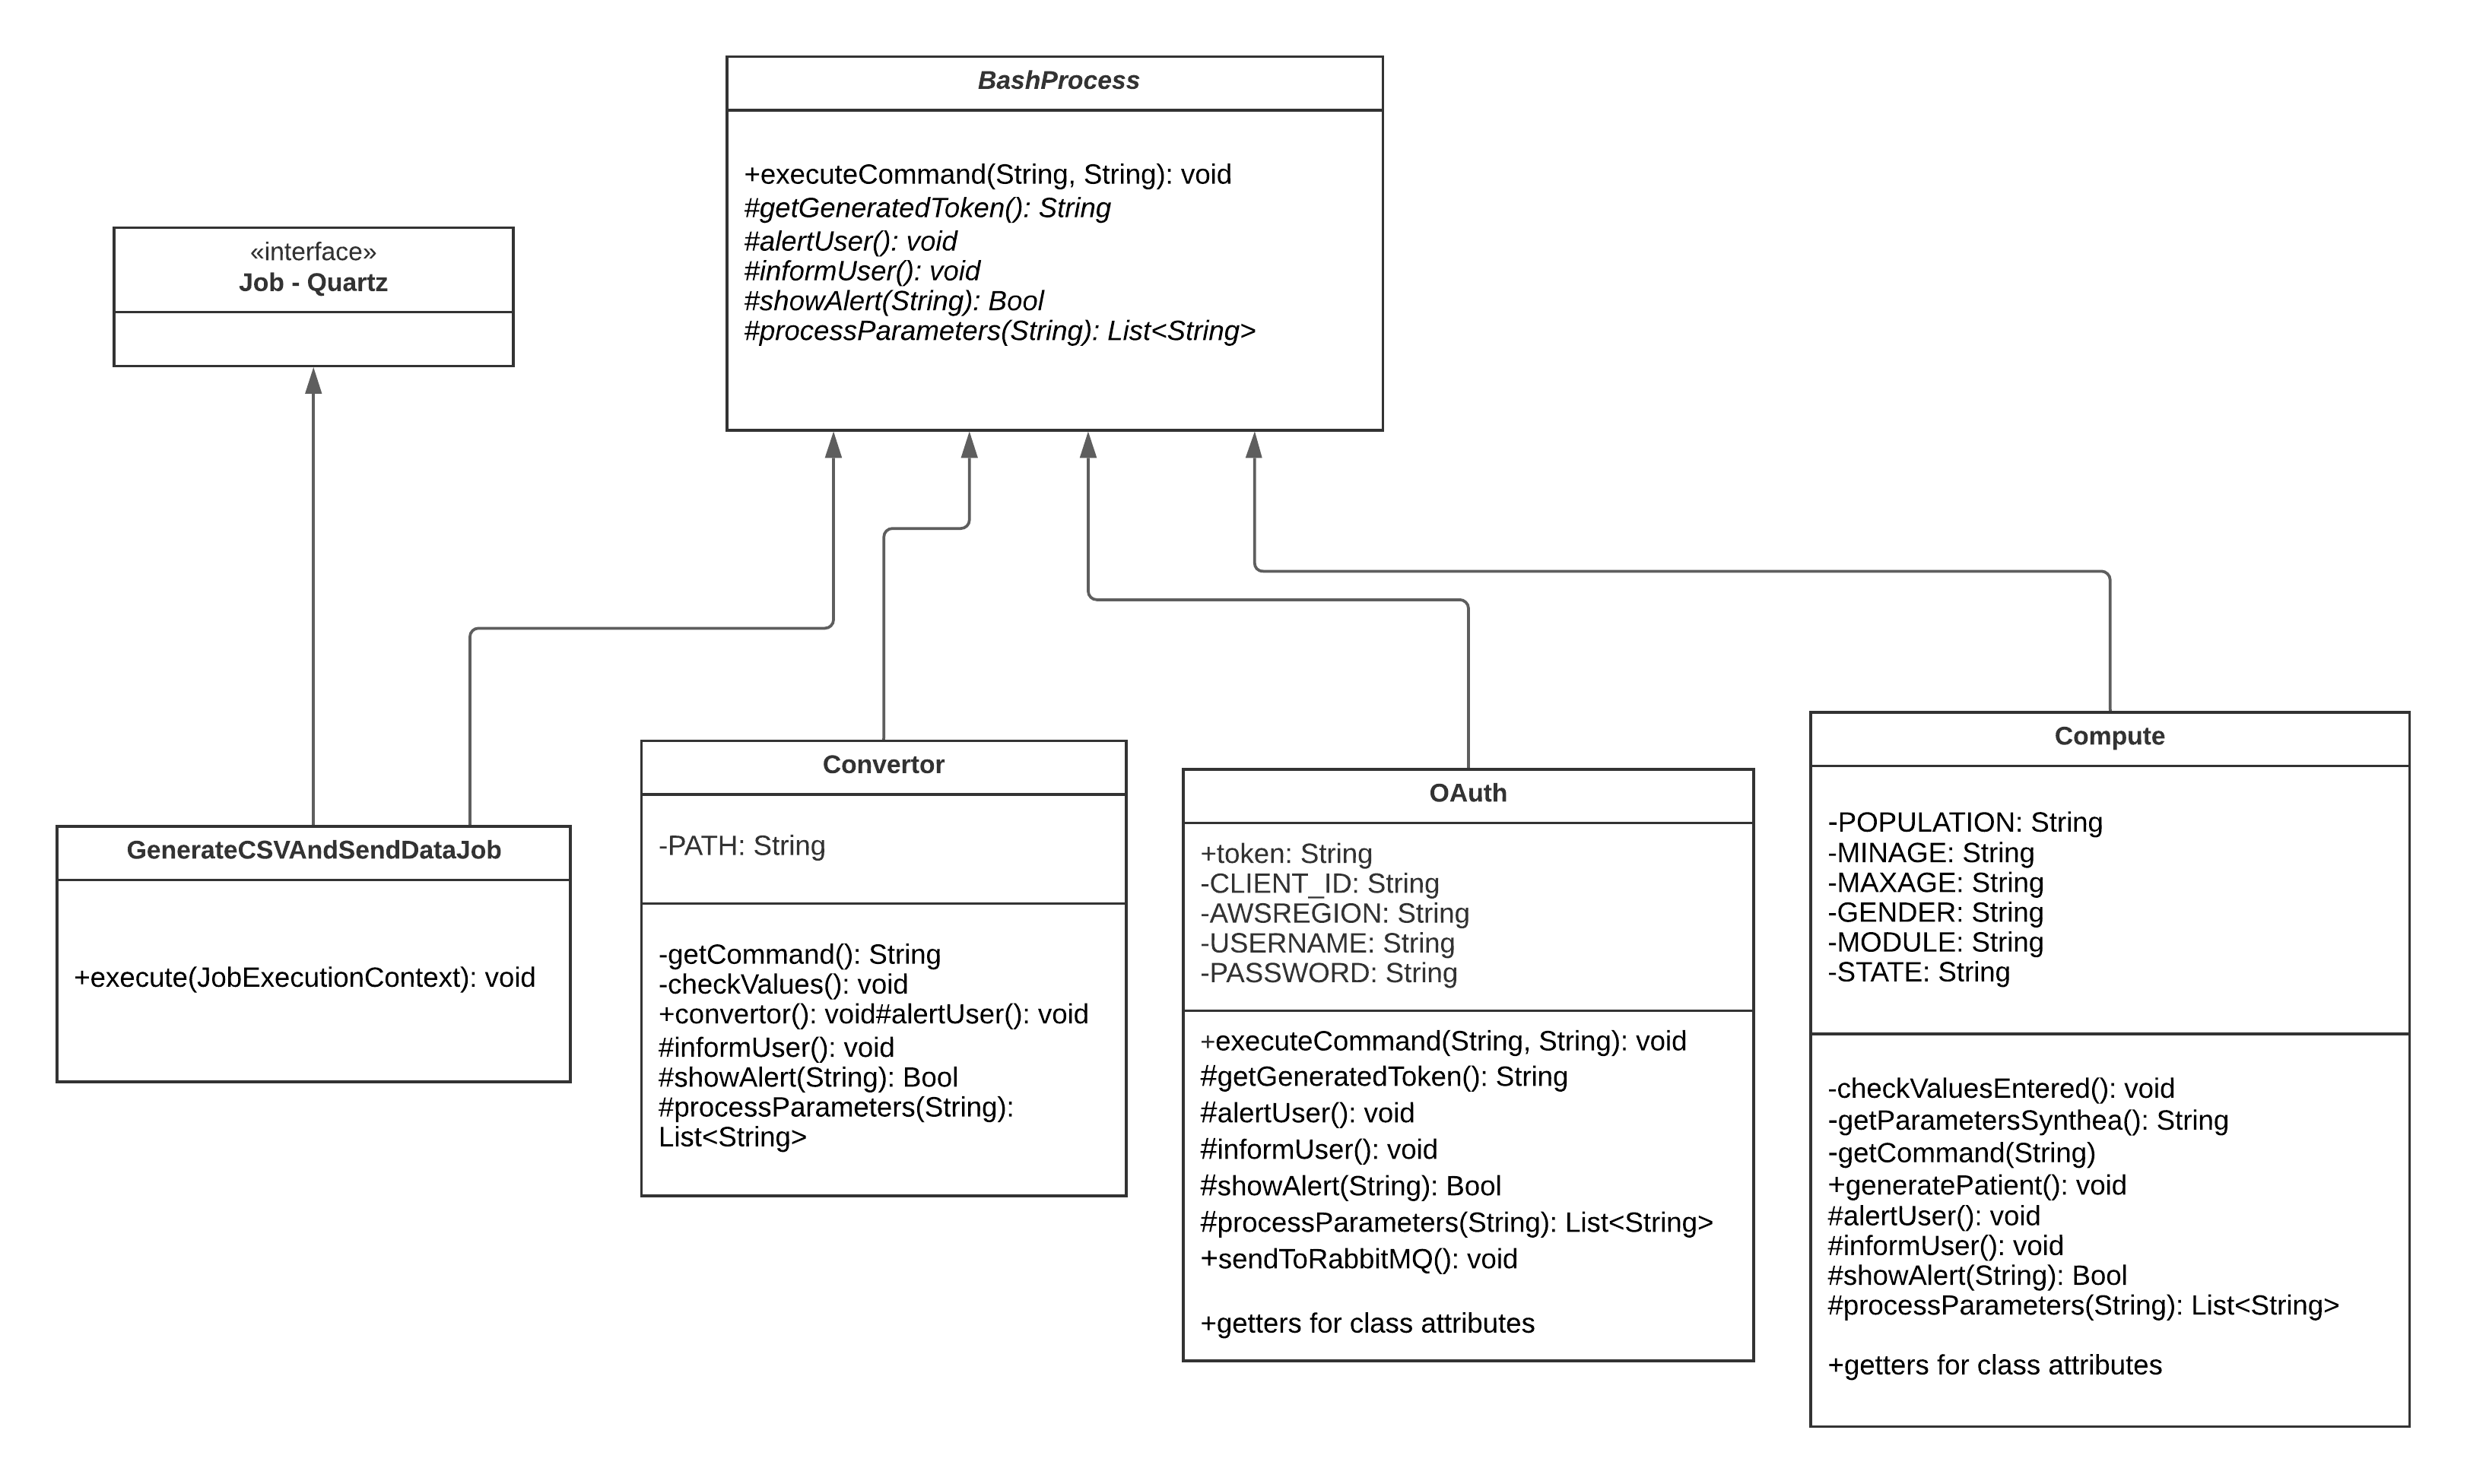 BashProcess
+executeCommand(String, String): void
#getGeneratedToken(): String
#alertUser(): void
#informUser(): void
#showAlert(String): Bool
#processParameters(String): List<String>
«interface»
Job - Quartz
GenerateCSVAndSendDataJob
+execute(JobExecutionContext): void
Convertor
-PATH: String
-getCommand(): String
-checkValues(): void
+convertor(): void#alertUser(): void
#informUser(): void
#showAlert(String): Bool
#processParameters(String):
List<String>
OAuth
+token: String
-CLIENT_ID: String
-AWSREGION: String
-USERNAME: String
-PASSWORD: String
+executeCommand(String, String): void
#getGeneratedToken(): String
#alertUser(): void
#informUser(): void
#showAlert(String): Bool
#processParameters(String): List<String>
+sendToRabbitMQ(): void
+getters for class attributes
Compute
-POPULATION: String
-MINAGE: String
-MAXAGE: String
-GENDER: String
-MODULE: String
-STATE: String
-checkValuesEntered(): void
-getParametersSynthea(): String
-getCommand(String)
+generatePatient(): void
#alertUser(): void
#informUser(): void
#showAlert(String): Bool
#processParameters(String): List<String>
+getters for class attributes